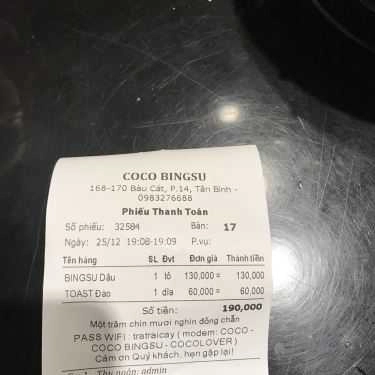 COCO BINGSU
168-170 Bàu Cát, P.14, Tân Bình -
0983276688
Phiếu Thanh Toán
Số phiếu: 32584 Bàn: 17
Ngày: 25/12 19:08-19:09 P.vụ:
Tên hàng SL Đvt Đơn giá Thành tiền
BINGSU Dâu 1 tô 130,000 = 130,000
TOAST Đào 1 dĩa 60,000 = 60,000
Số tiền: 190,000
Một trăm chín mươi nghìn đồng chẵn
PASS WIFI : tratraicay ( modem: COCO -
COCO BINGSU - COCOLOVER )
Cám ơn Quý khách, hẹn gặp lại !
Thu ngân: admin